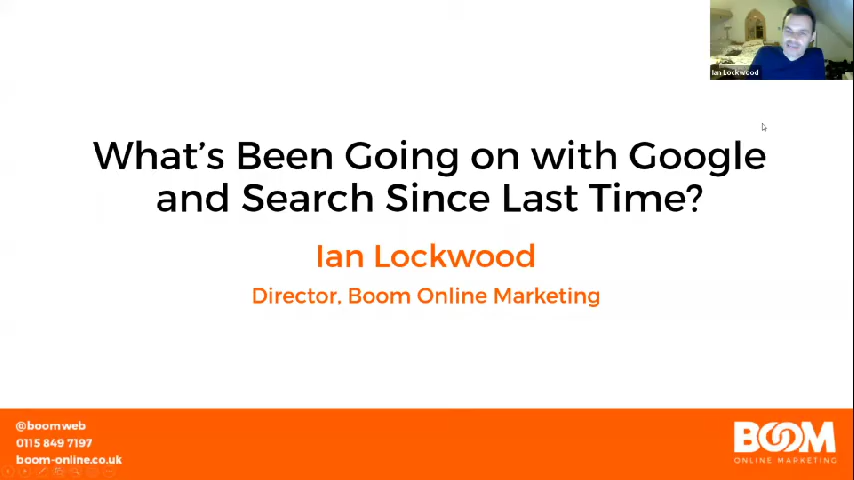 Ian Lockwood
What's Been Going on with Google
and Search Since Last Time?
Ian Lockwood
Director, Boom Online Marketing
@boomweb
0115 849 7197
boom-online.co.uk
BOOM
ONLINE MARKETING